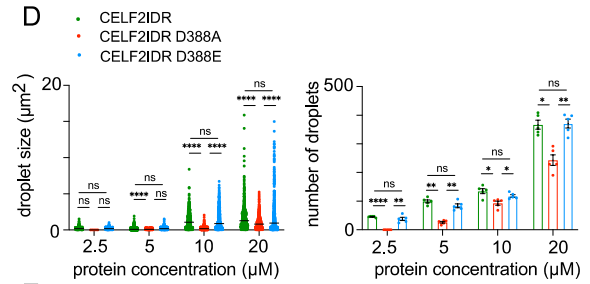 D
CELF2IDR
CELF2IDR D388A
CELF2IDR D388E
droplet size (μm²)
20
10
0
ns
ns ns
ns
**** ns
ns
**** ****
ns
**** ****
2.5 5 10 20
protein concentration (μM)
number of droplets
500
0
ns
**** **
ns
** **
ns
* *
ns
* **
2.5 5 10 20
protein concentration (μM)